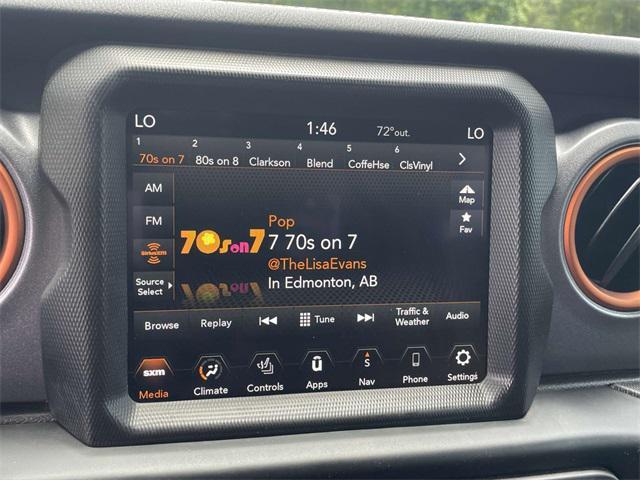 LO 1:46 72°out. LO
1 2 3 4 5 6
70s on 7 80s on 8 Clarkson Blend CoffeHse ClsVinyl
AM
FM
SiriusXM
Source
Select
70s on 7
Pop
7 70s on 7
@TheLisaEvans
In Edmonton, AB
Map
Fav
Browse Replay Tune Traffic &
Weather Audio
sxm û S
Media Climate Controls Apps Nav Phone Settings